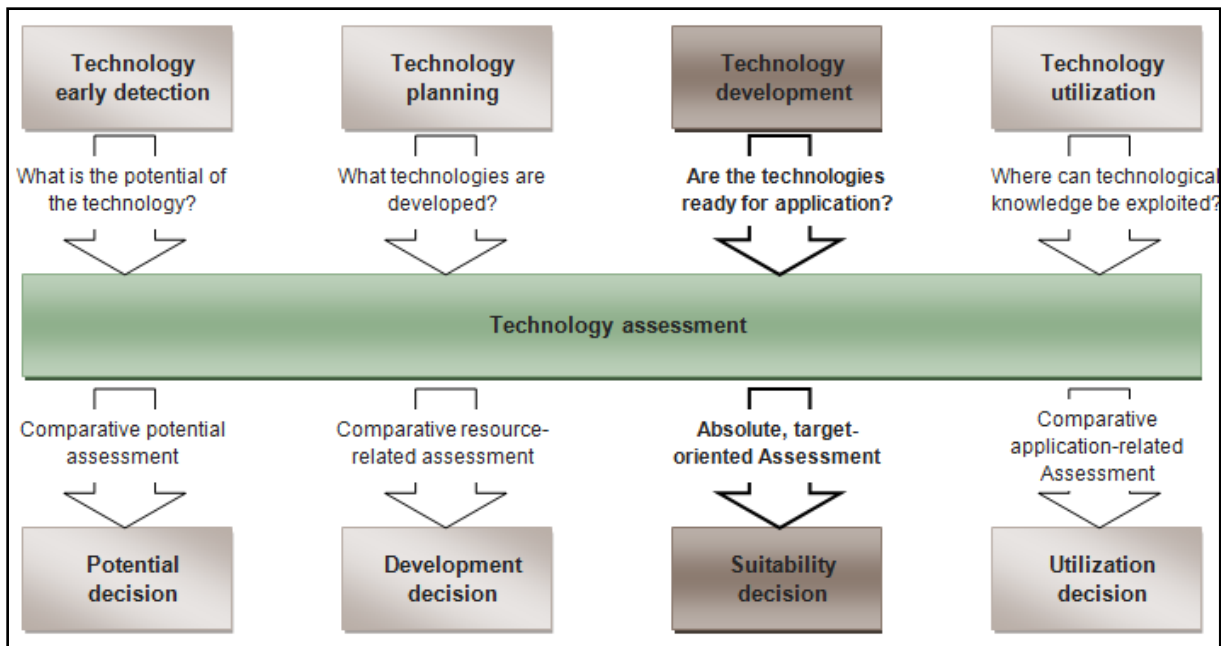 Technology
early detection
Technology
planning
Technology
development
Technology
utilization
What is the potential of
the technology?
What technologies are
developed?
Are the technologies
ready for application?
Where can technological
knowledge be exploited?
Technology assessment
Comparative potential
assessment
Comparative resource-
related assessment
Absolute, target-
oriented Assessment
Comparative
application-related
Assessment
Potential
decision
Development
decision
Suitability
decision
Utilization
decision